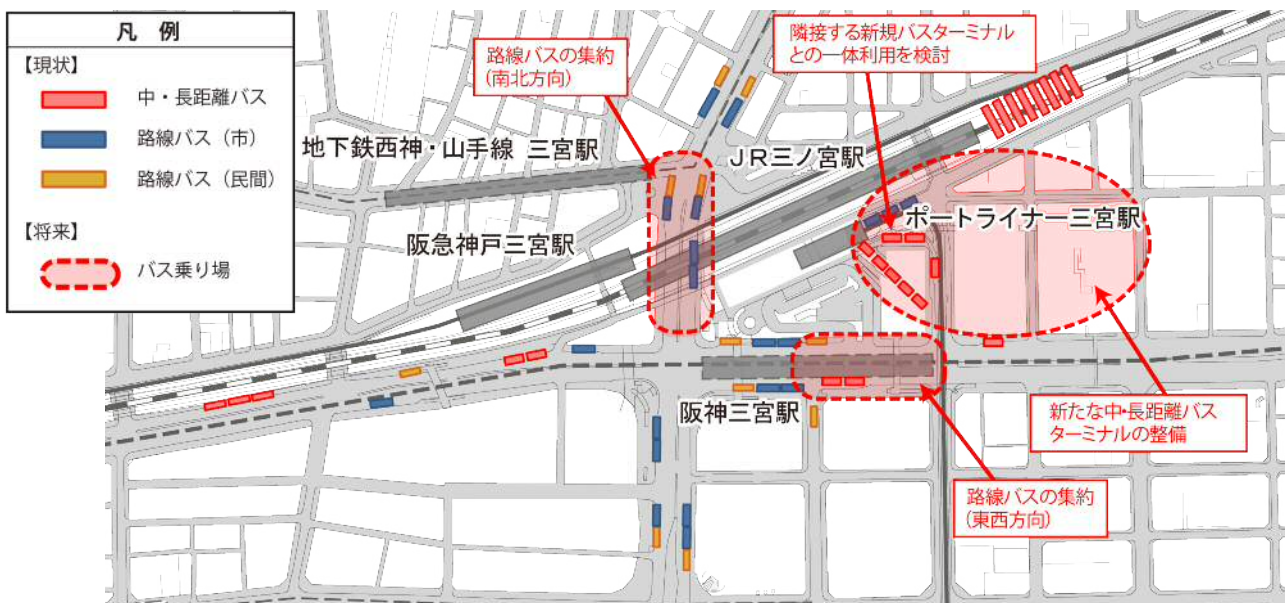 凡 例
【現状】
中・長距離バス
路線バス（市）
路線バス（民間）
【将来】
バス乗り場
路線バスの集約
(南北方向)
隣接する新規バスターミナル
との一体利用を検討
地下鉄西神・山手線 三宮駅
ＪＲ三ノ宮駅
ポートライナー三宮駅
阪急神戸三宮駅
阪神三宮駅
新たな中・長距離バス
ターミナルの整備
路線バスの集約
(東西方向)